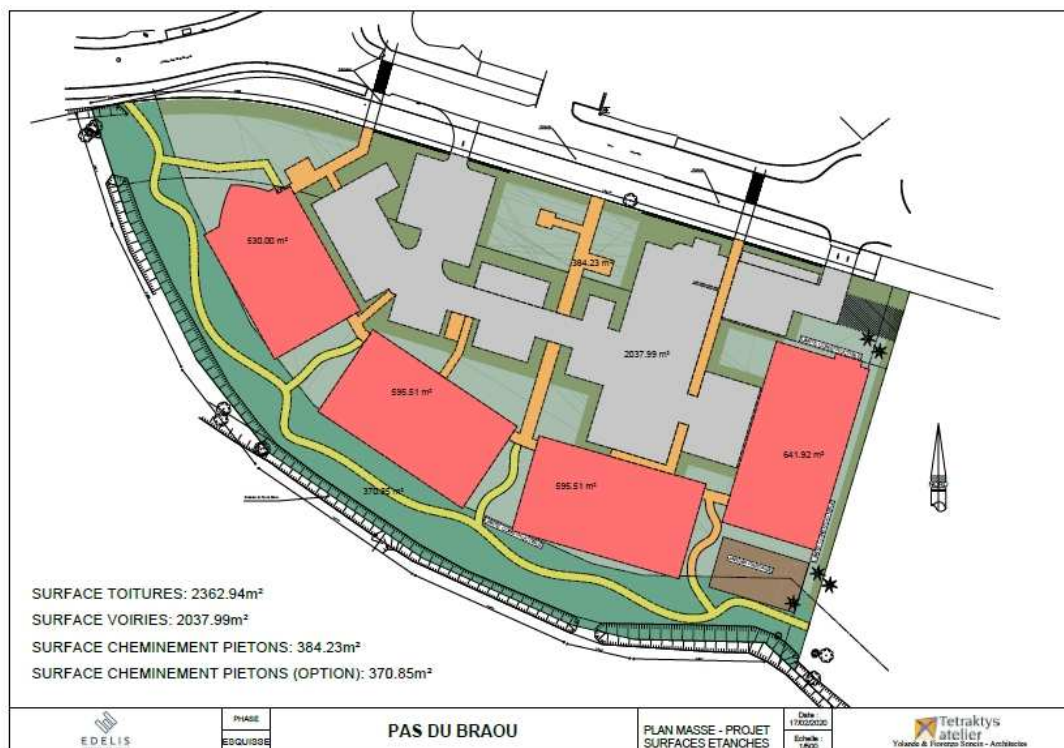 530.00 m²
384.23 m²
2037.99 m²
595.51 m²
641.92 m²
595.51 m²
370.85 m²
SURFACE TOITURES: 2362.94m²
SURFACE VOIRIES: 2037.99m²
SURFACE CHEMINEMENT PIETONS: 384.23m²
SURFACE CHEMINEMENT PIETONS (OPTION): 370.85m²
EDELIS
PHASE
ESQUISSE
PAS DU BRAOU
PLAN MASSE - PROJET
SURFACES ETANCHES
Date :
17/02/2020
Echelle :
1/500
Tetraktys
atelier
Yolande & Fiorenzo Soncin - Architectes